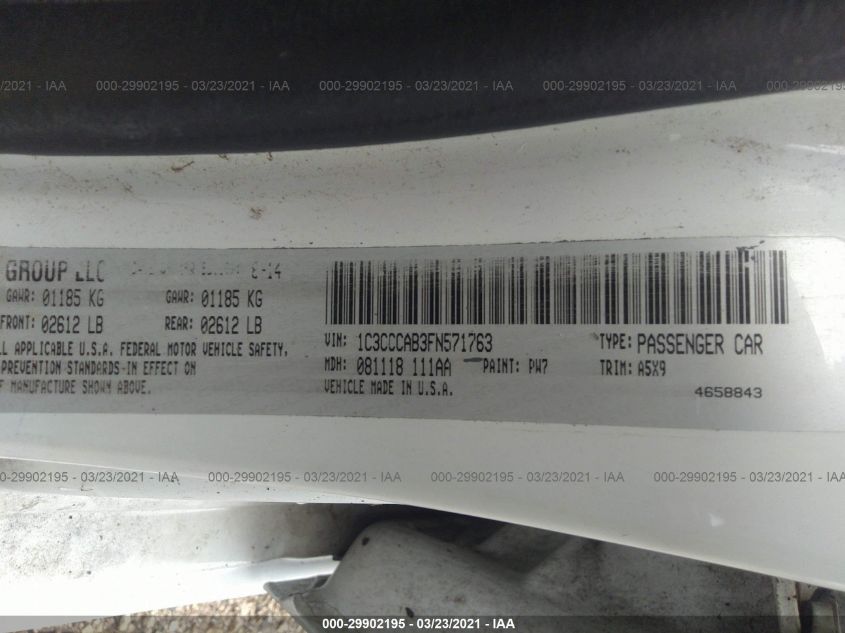 /2021 - IAA 000-29902195 - 03/23/2021 - IAA 000-29902195 - 03/23/2021 - IAA 000-29902195 - 03/23/2021 - IAA 000-29902195
GROUP LLC 8-14
GAWR: 01185 KG GAWR: 01185 KG
FRONT: 02612 LB REAR: 02612 LB
LL APPLICABLE U.S.A. FEDERAL MOTOR VEHICLE SAFETY,
PREVENTION STANDARDS IN EFFECT ON
F MANUFACTURE SHOWN ABOVE.
VIN: 1C3CCCAB3FN571763 TYPE: PASSENGER CAR
MDH: 081118 111AA PAINT: PW7 TRIM: A5X9
VEHICLE MADE IN U.S.A. 4658843
29902195 - 03/23/2021 - IAA 000-29902195 - 03/23/2021 - IAA 000-29902195 - 03/23/2021 - IAA 000-29902195 - 03/23/2021 - IAA
000-29902195 - 03/23/2021 - IAA